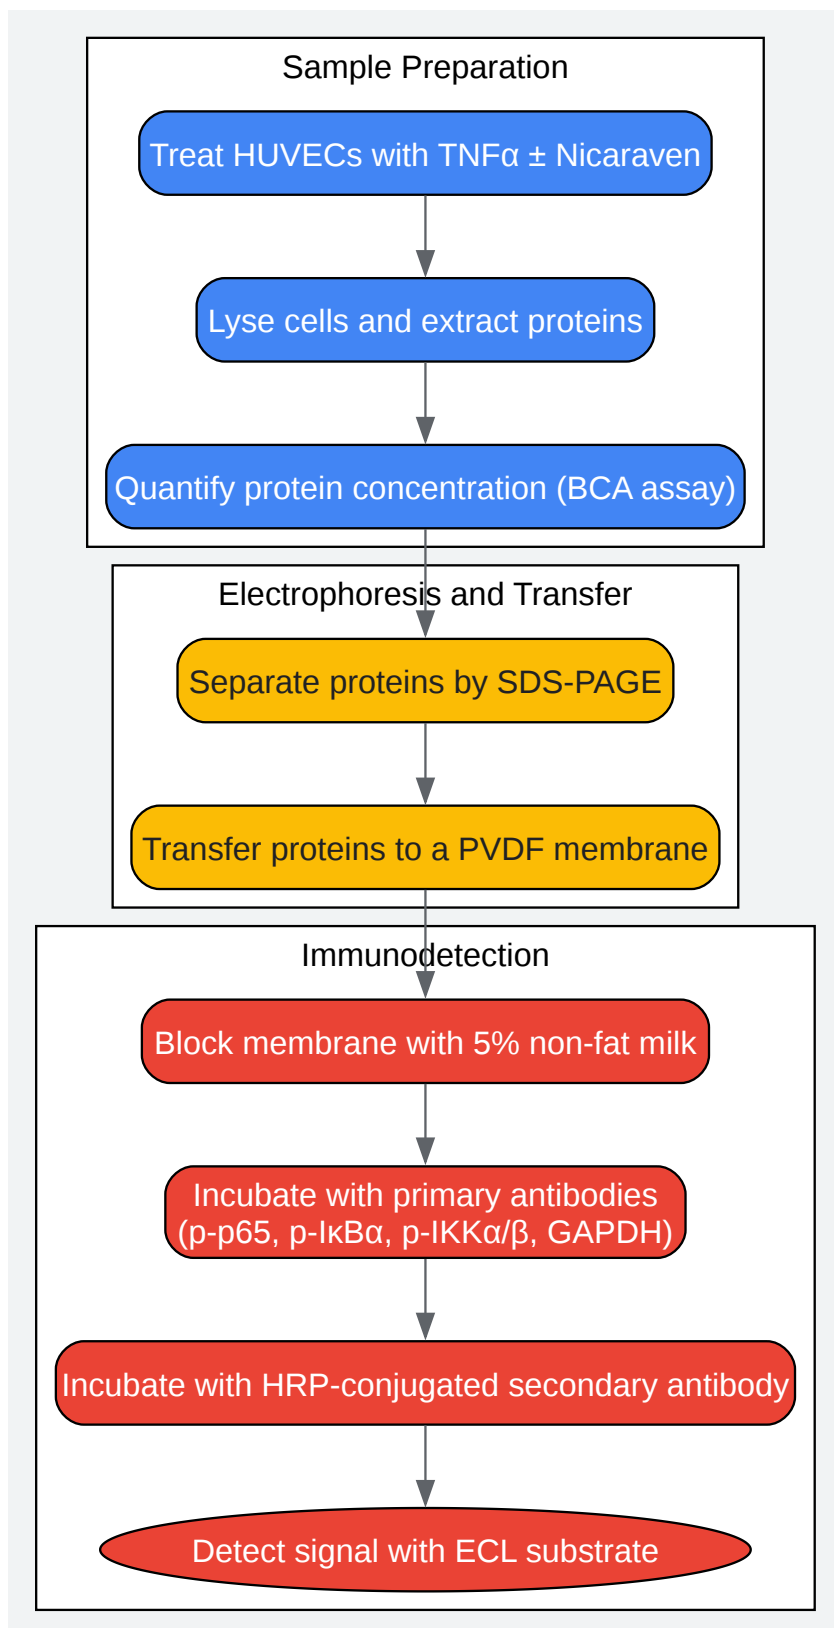 Sample Preparation
Treat HUVECs with TNFα ± Nicaraven
Lyse cells and extract proteins
Quantify protein concentration (BCA assay)
Electrophoresis and Transfer
Separate proteins by SDS-PAGE
Transfer proteins to a PVDF membrane
Immunodetection
Block membrane with 5% non-fat milk
Incubate with primary antibodies
(p-p65, p-IκBα, p-IKKα/β, GAPDH)
Incubate with HRP-conjugated secondary antibody
Detect signal with ECL substrate